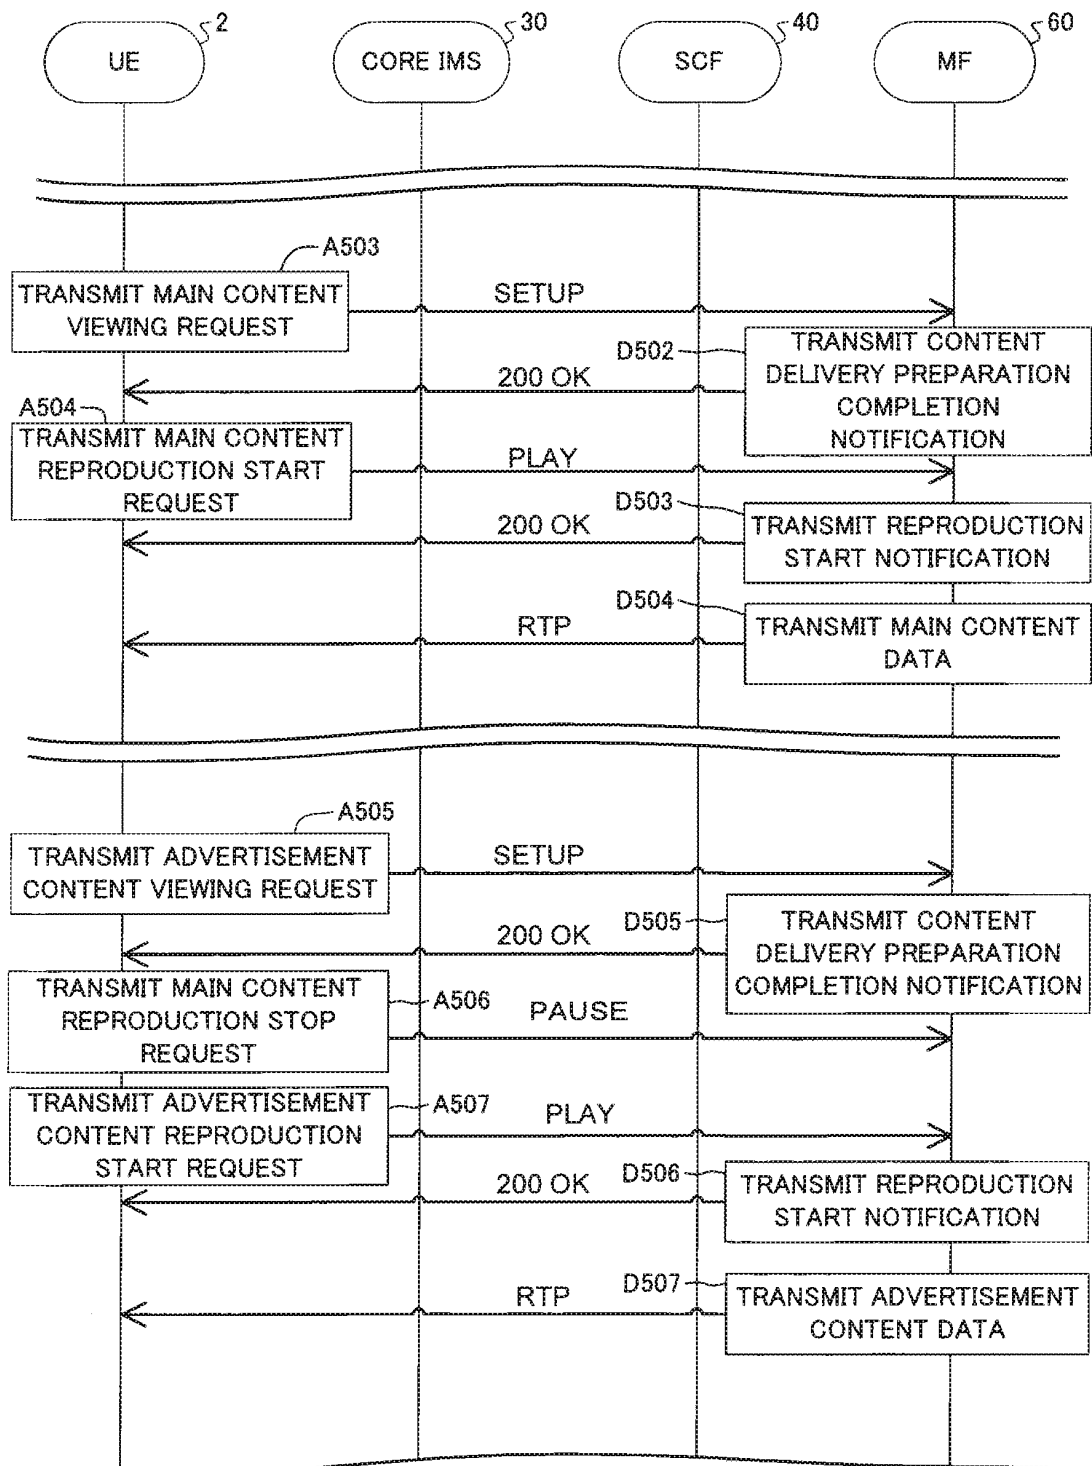 2
30
40
60
UE
CORE IMS
SCF
MF
A503
TRANSMIT MAIN CONTENT
VIEWING REQUEST
SETUP
D502
TRANSMIT CONTENT
DELIVERY PREPARATION
COMPLETION
NOTIFICATION
200 OK
A504
TRANSMIT MAIN CONTENT
REPRODUCTION START
REQUEST
PLAY
D503
TRANSMIT REPRODUCTION
START NOTIFICATION
200 OK
D504
TRANSMIT MAIN CONTENT
DATA
RTP
A505
TRANSMIT ADVERTISEMENT
CONTENT VIEWING REQUEST
SETUP
D505
TRANSMIT CONTENT
DELIVERY PREPARATION
COMPLETION NOTIFICATION
200 OK
TRANSMIT MAIN CONTENT
REPRODUCTION STOP
REQUEST
A506
PAUSE
TRANSMIT ADVERTISEMENT
CONTENT REPRODUCTION
START REQUEST
A507
PLAY
D506
TRANSMIT REPRODUCTION
START NOTIFICATION
200 OK
D507
TRANSMIT ADVERTISEMENT
CONTENT DATA
RTP